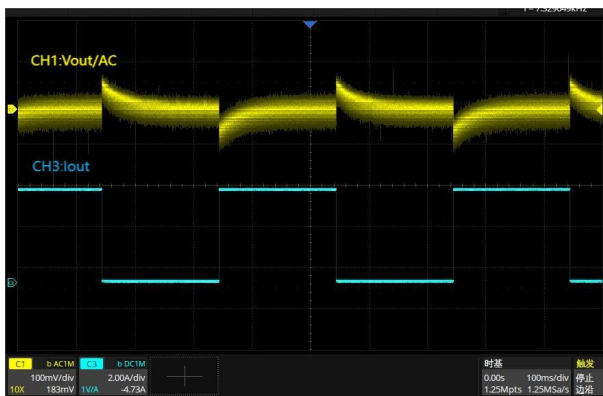 CH1:Vout/AC
CH3:Iout
C1 b AC1M C3 b DC1M 时基 触发
100mV/div 2.00A/div 0.00s 100ms/div 停止
10X 183mV 1V/A -4.73A 1.25Mpts 1.25MSa/s 边沿